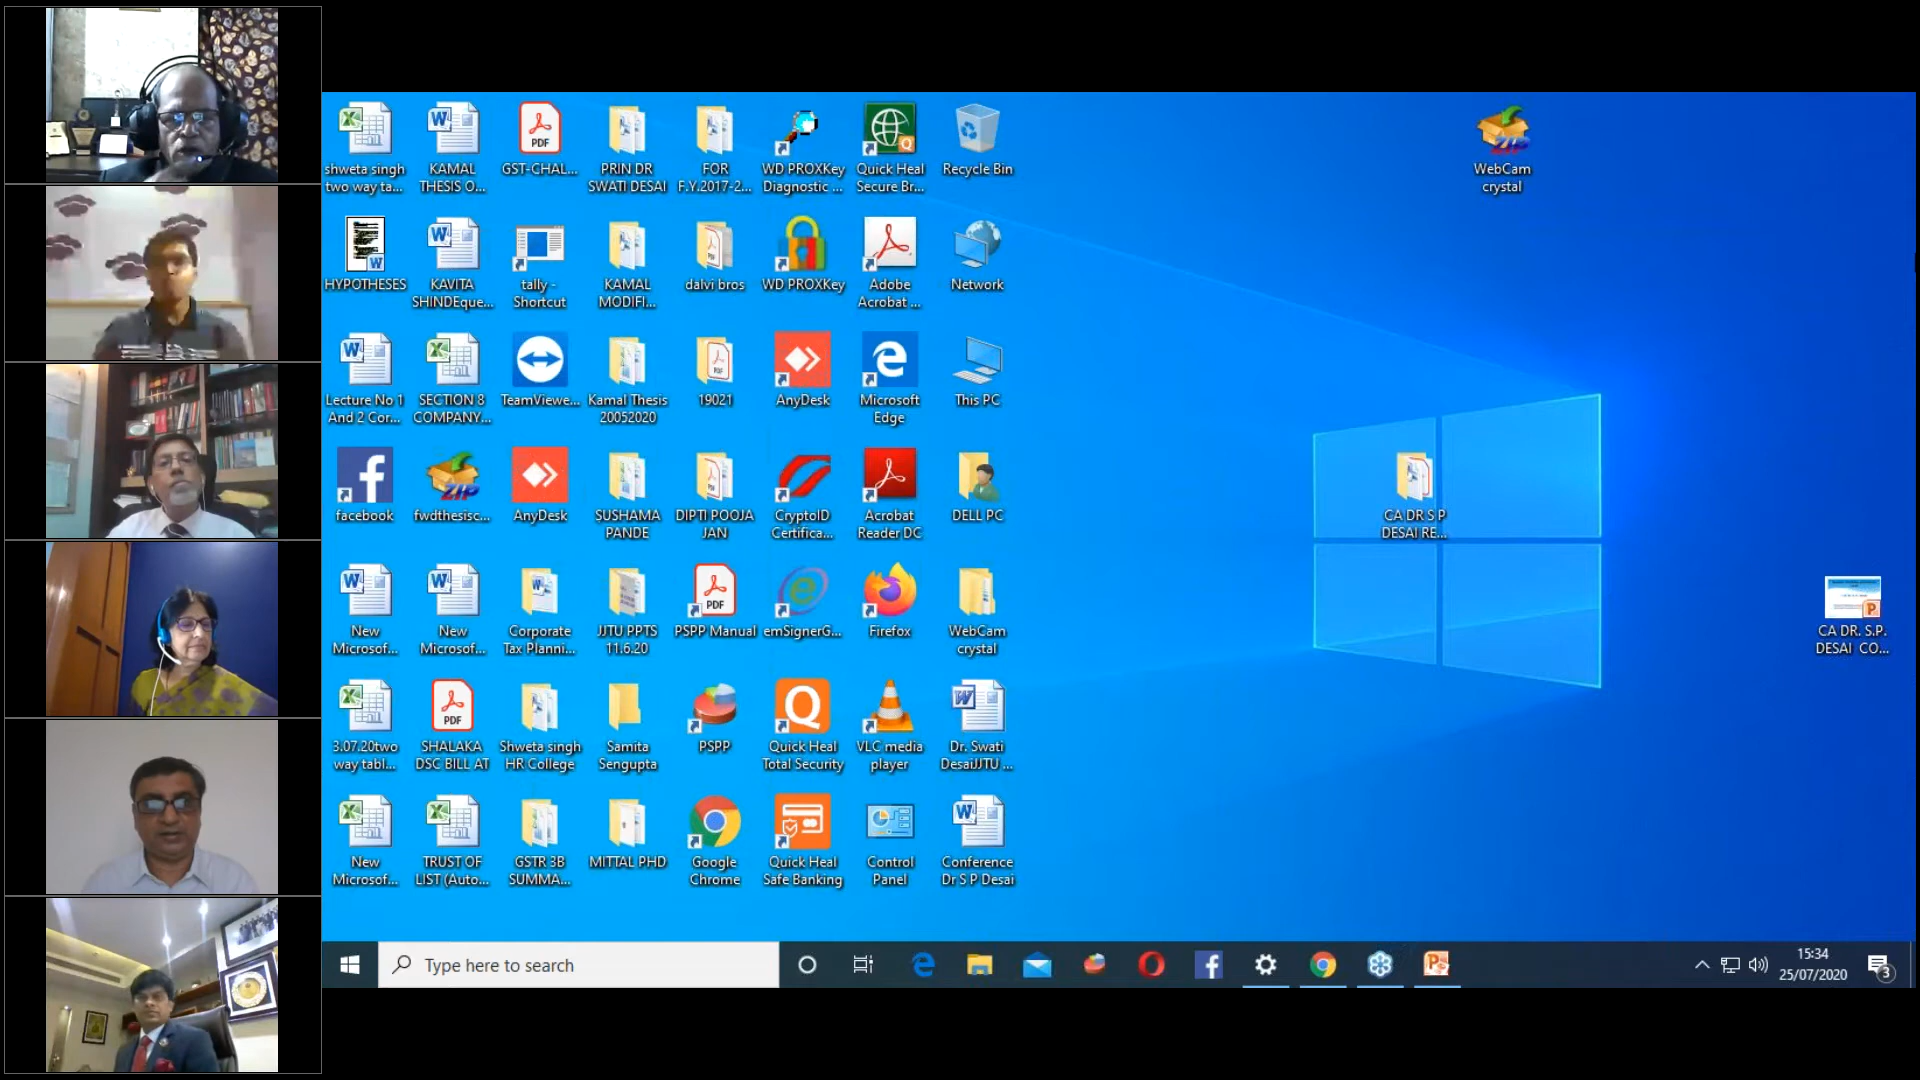 shweta singh
two way ta...
KAMAL
THESIS O...
GST-CHAL...
PRIN DR
SWATI DESAI
FOR
F.Y.2017-2...
WD PROXKey
Diagnostic ...
Quick Heal
Secure Br...
Recycle Bin
WebCam
crystal
HYPOTHESES
KAVITA
SHINDEque...
tally -
Shortcut
KAMAL
MODIFI...
dalvi bros
WD PROXKey
Adobe
Acrobat ...
Network
Lecture No 1
And 2 Cor...
SECTION 8
COMPANY...
TeamViewe...
Kamal Thesis
20052020
19021
AnyDesk
Microsoft
Edge
This PC
facebook
fwdthesisc...
AnyDesk
SUSHAMA
PANDE
DIPTI POOJA
JAN
CryptoID
Certifica...
Acrobat
Reader DC
DELL PC
CA DR S P
DESAI RE...
New
Microsof...
New
Microsof...
Corporate
Tax Planni...
JJTU PPTS
11.6.20
PSPP Manual
emSignerG...
Firefox
WebCam
crystal
CA DR. S.P.
DESAI CO...
3.07.20two
way tabl...
SHALAKA
DSC BILL AT
Shweta singh
HR College
Samita
Sengupta
PSPP
Quick Heal
Total Security
VLC media
player
Dr. Swati
DesaiJJTU ...
New
Microsof...
TRUST OF
LIST (Auto...
GSTR 3B
SUMMA...
MITTAL PHD
Google
Chrome
Quick Heal
Safe Banking
Control
Panel
Conference
Dr S P Desai
Type here to search
15:34
25/07/2020
3